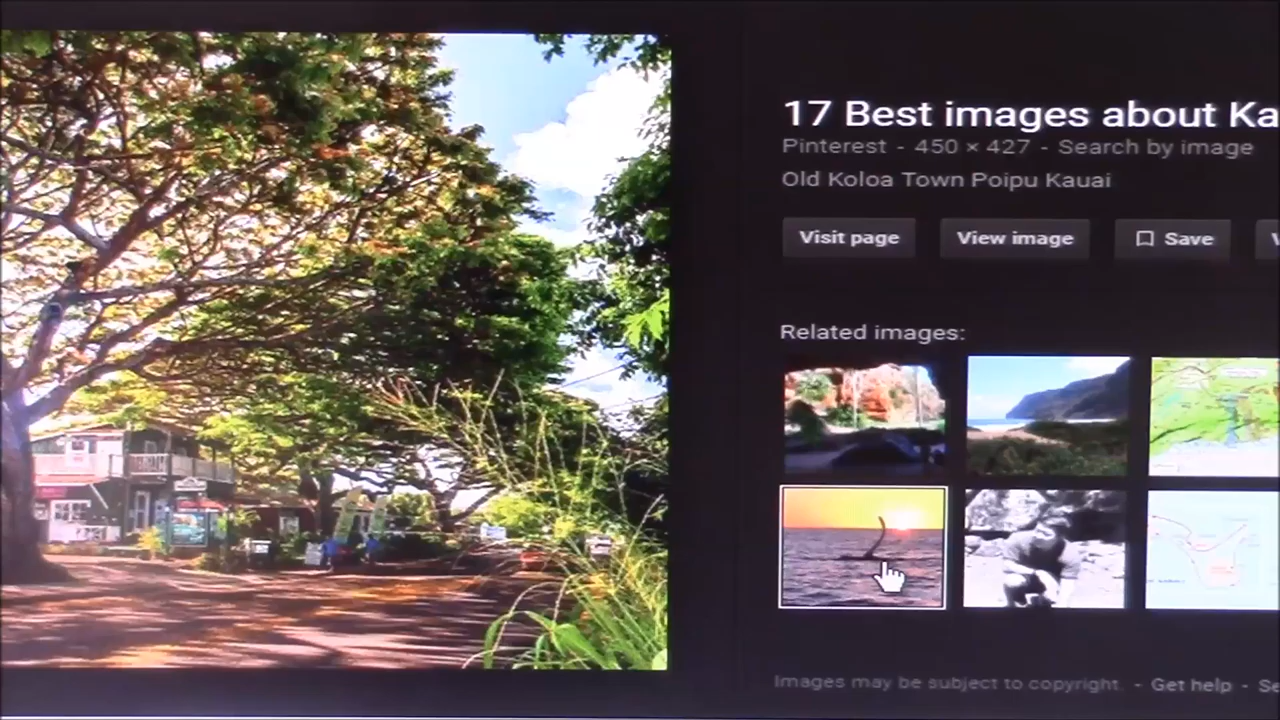 17 Best images about Ka
Pinterest - 450 × 427 - Search by image
Old Koloa Town Poipu Kauai
Visit page
View image
Save
Related images:
Images may be subject to copyright. - Get help - Se